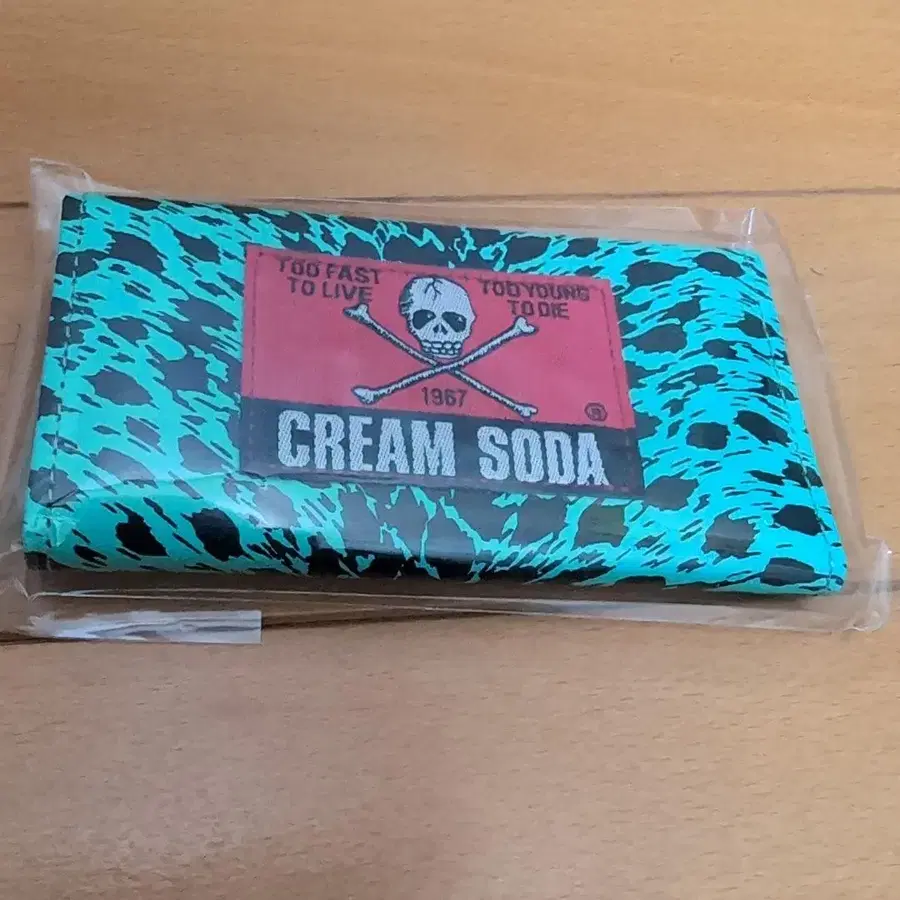 TOO FAST
TO LIVE
TOO YOUNG
TO DIE
1967
CREAM SODA